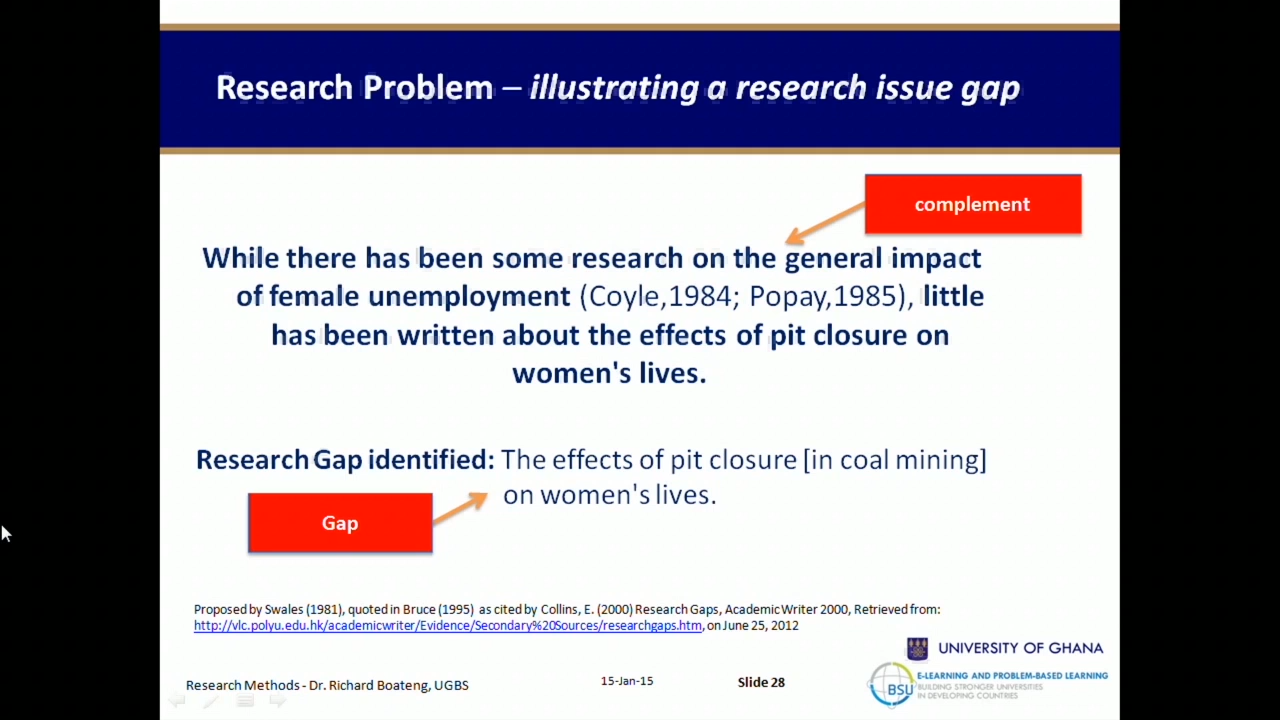 Research Problem – illustrating a research issue gap
complement
While there has been some research on the general impact
of female unemployment (Coyle,1984; Popay,1985), little
has been written about the effects of pit closure on
women's lives.
Research Gap identified: The effects of pit closure [in coal mining]
on women's lives.
Gap
Proposed by Swales (1981), quoted in Bruce (1995) as cited by Collins, E. (2000) Research Gaps, Academic Writer 2000, Retrieved from:
http://vlc.polyu.edu.hk/academicwriter/Evidence/Secondary%20Sources/researchgaps.htm, on June 25, 2012
UNIVERSITY OF GHANA
BSU
E-LEARNING AND PROBLEM-BASED LEARNING
BUILDING STRONGER UNIVERSITIES
IN DEVELOPING COUNTRIES
Research Methods - Dr. Richard Boateng, UGBS
15-Jan-15
Slide 28